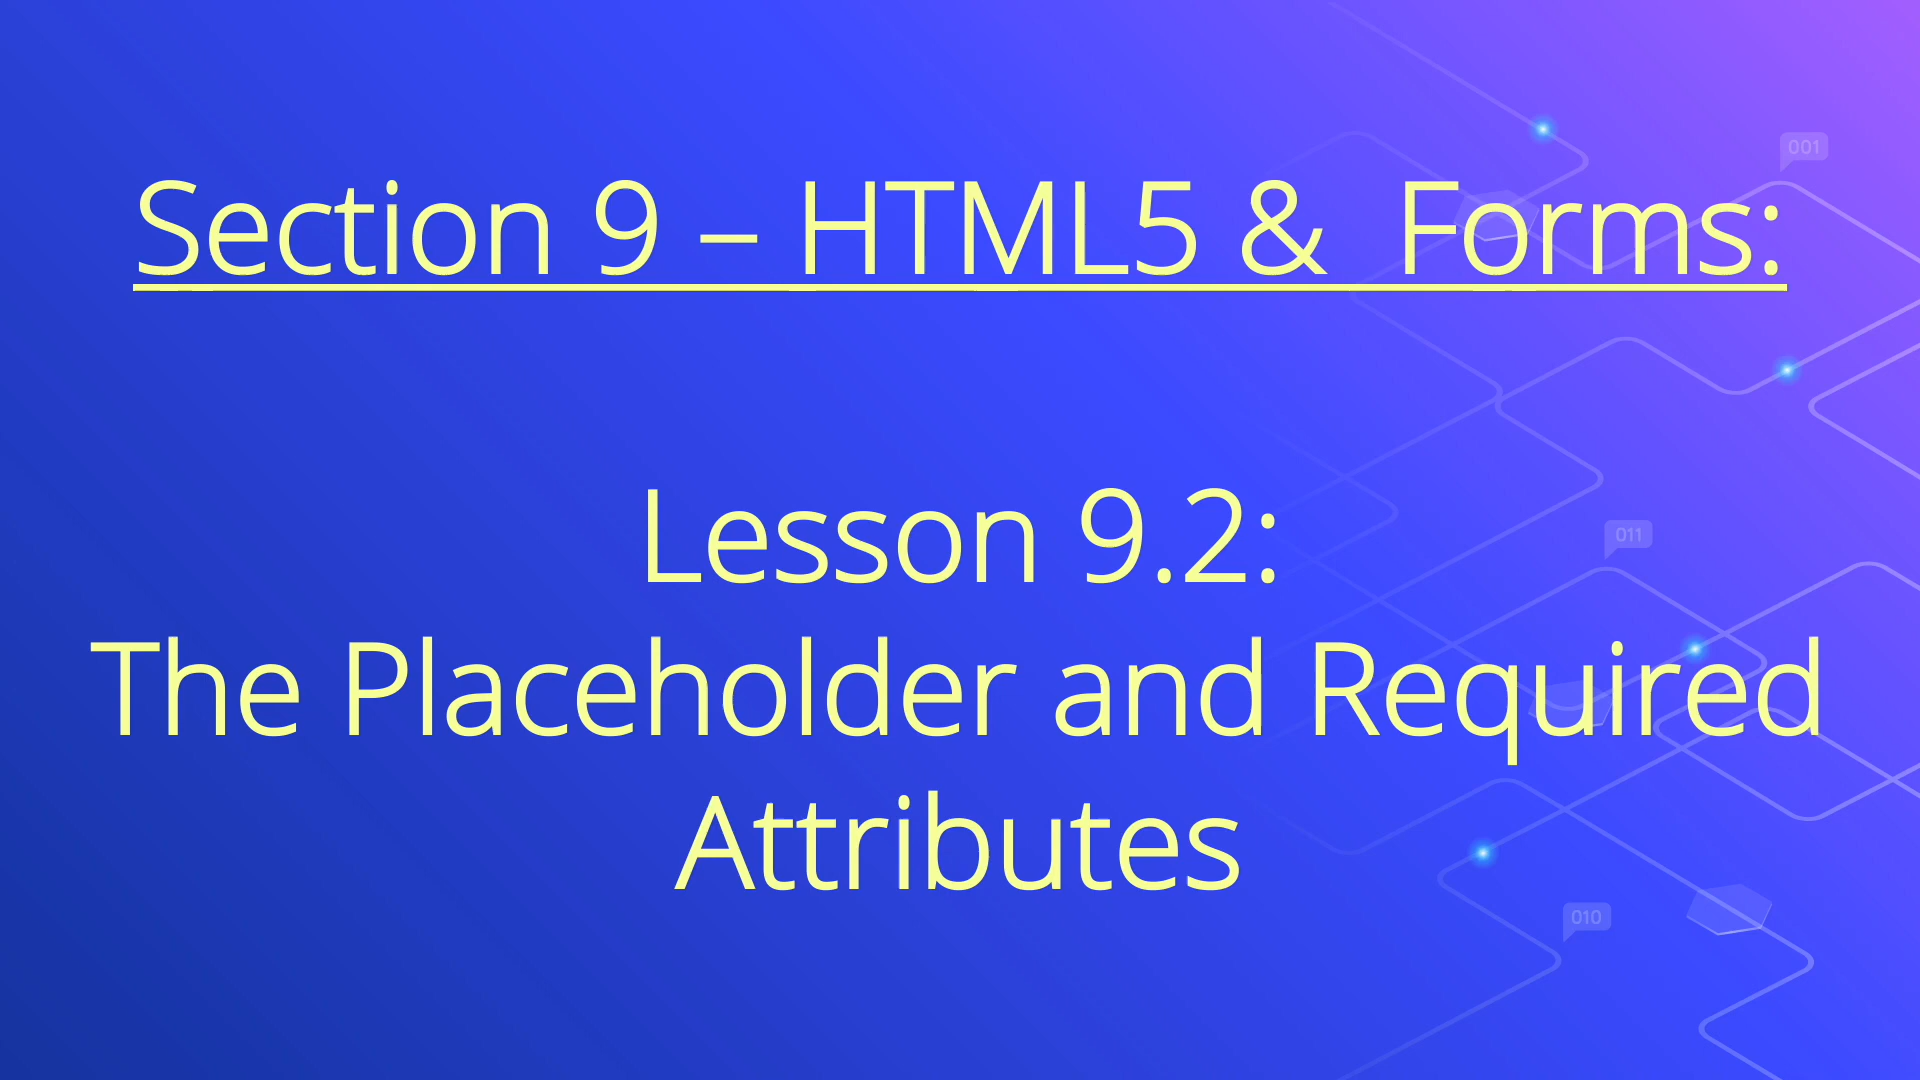 001
Section 9 – HTML5 &  Forms:
Lesson 9.2:
011
The Placeholder and Required
Attributes
010